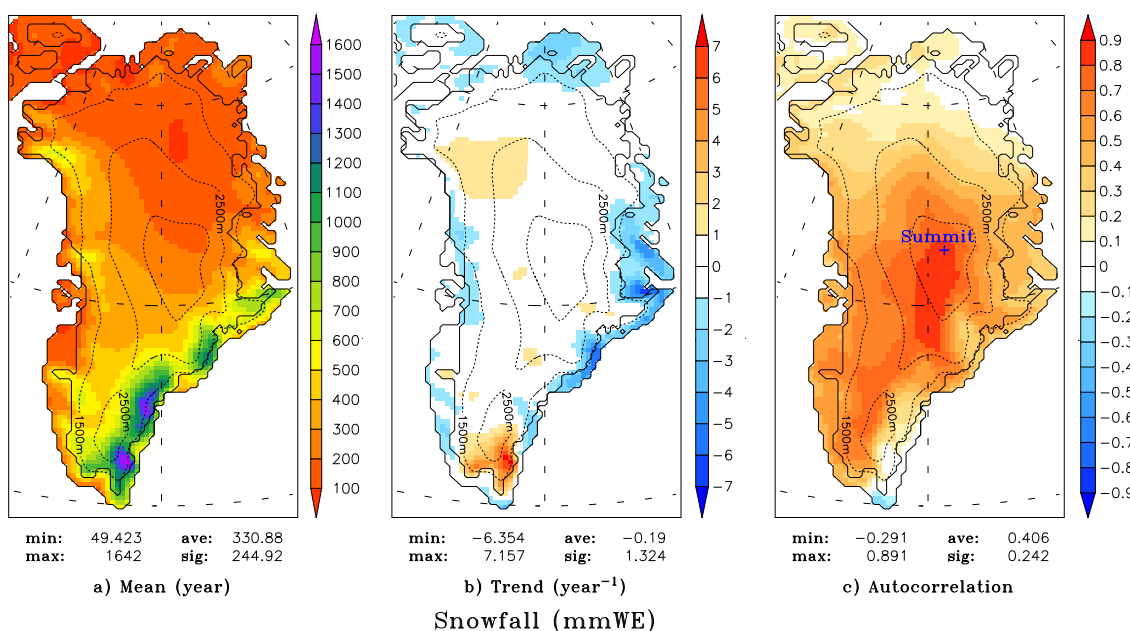 1600
1500
1400
1300
1200
1000
900
800
700
600
500
400
300
200
100
2500m
2500m
1500m
min: 49.423 ave: 330.88
max: 1642 sig: 244.92
a) Mean (year)
7
6
5
4
3
2
1
0
−1
−2
−3
−4
−5
−6
−7
2500m
2500m
1500m
min: −6.354 ave: −0.19
max: 7.157 sig: 1.324
b) Trend (year⁻¹)
0.9
0.8
0.7
0.6
0.5
0.4
0.3
0.2
0.1
0
−0.1
−0.2
−0.3
−0.4
−0.5
−0.6
−0.7
−0.8
−0.9
2500m
Summit
2500m
1500m
min: −0.291 ave: 0.406
max: 0.891 sig: 0.242
c) Autocorrelation
Snowfall (mmWE)